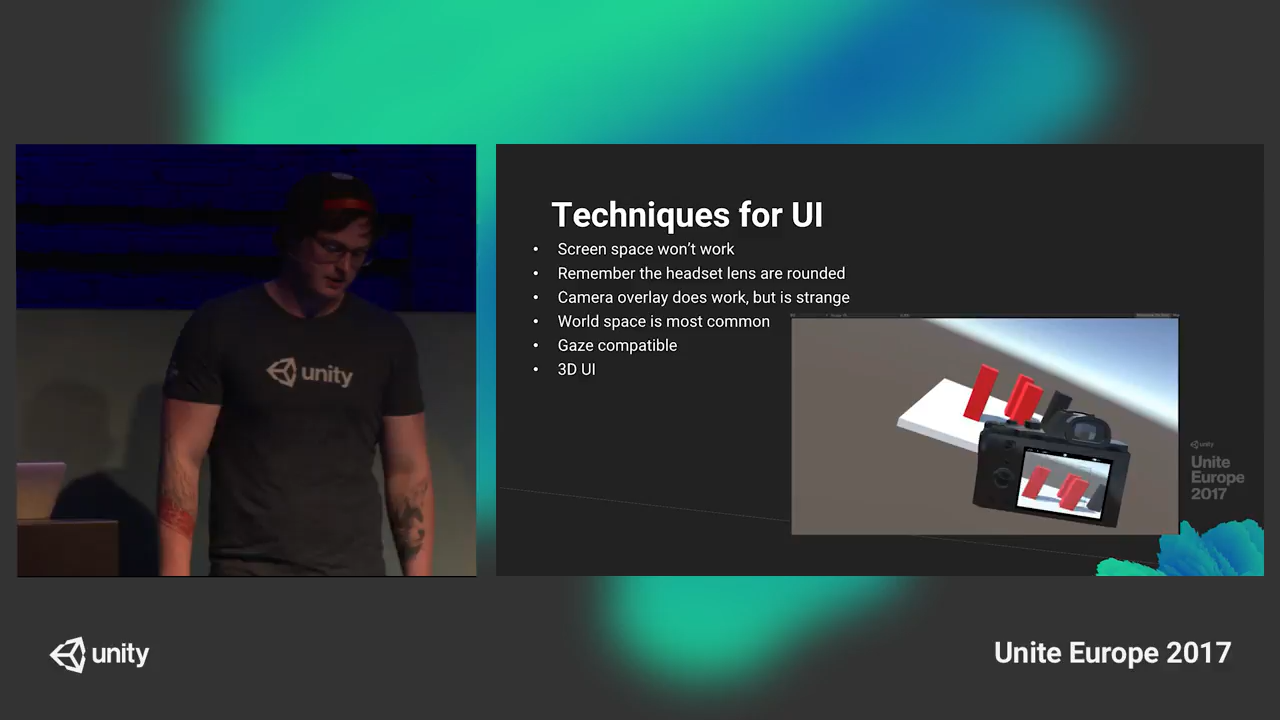 unity
Techniques for UI
• Screen space won't work
• Remember the headset lens are rounded
• Camera overlay does work, but is strange
• World space is most common
• Gaze compatible
• 3D UI
unity
Unite
Europe
2017
unity
Unite Europe 2017